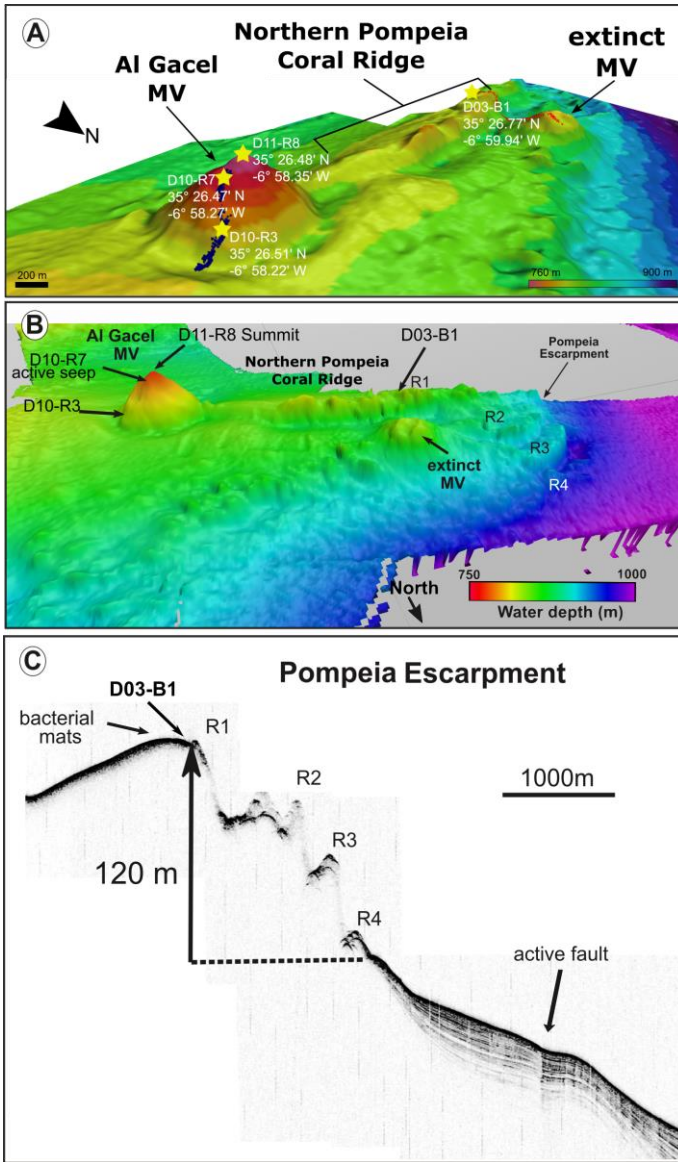 A
Northern Pompeia
Coral Ridge
extinct
MV
Al Gacel
MV
N
D11-R8
35° 26.48' N
-6° 58.35' W
D10-R7
35° 26.47' N
-6° 58.27' W
D10-R3
35° 26.51' N
-6° 58.22' W
D03-B1
35° 26.77' N
-6° 59.94' W
200 m
760 m
900 m
B
Al Gacel
MV
D11-R8 Summit
D10-R7
active seep
D10-R3
Northern Pompeia
Coral Ridge
D03-B1
R1
Pompeia
Escarpment
R2
R3
R4
extinct
MV
North
750
1000
Water depth (m)
C
Pompeia Escarpment
D03-B1
bacterial
mats
R1
R2
1000m
R3
120 m
R4
active fault